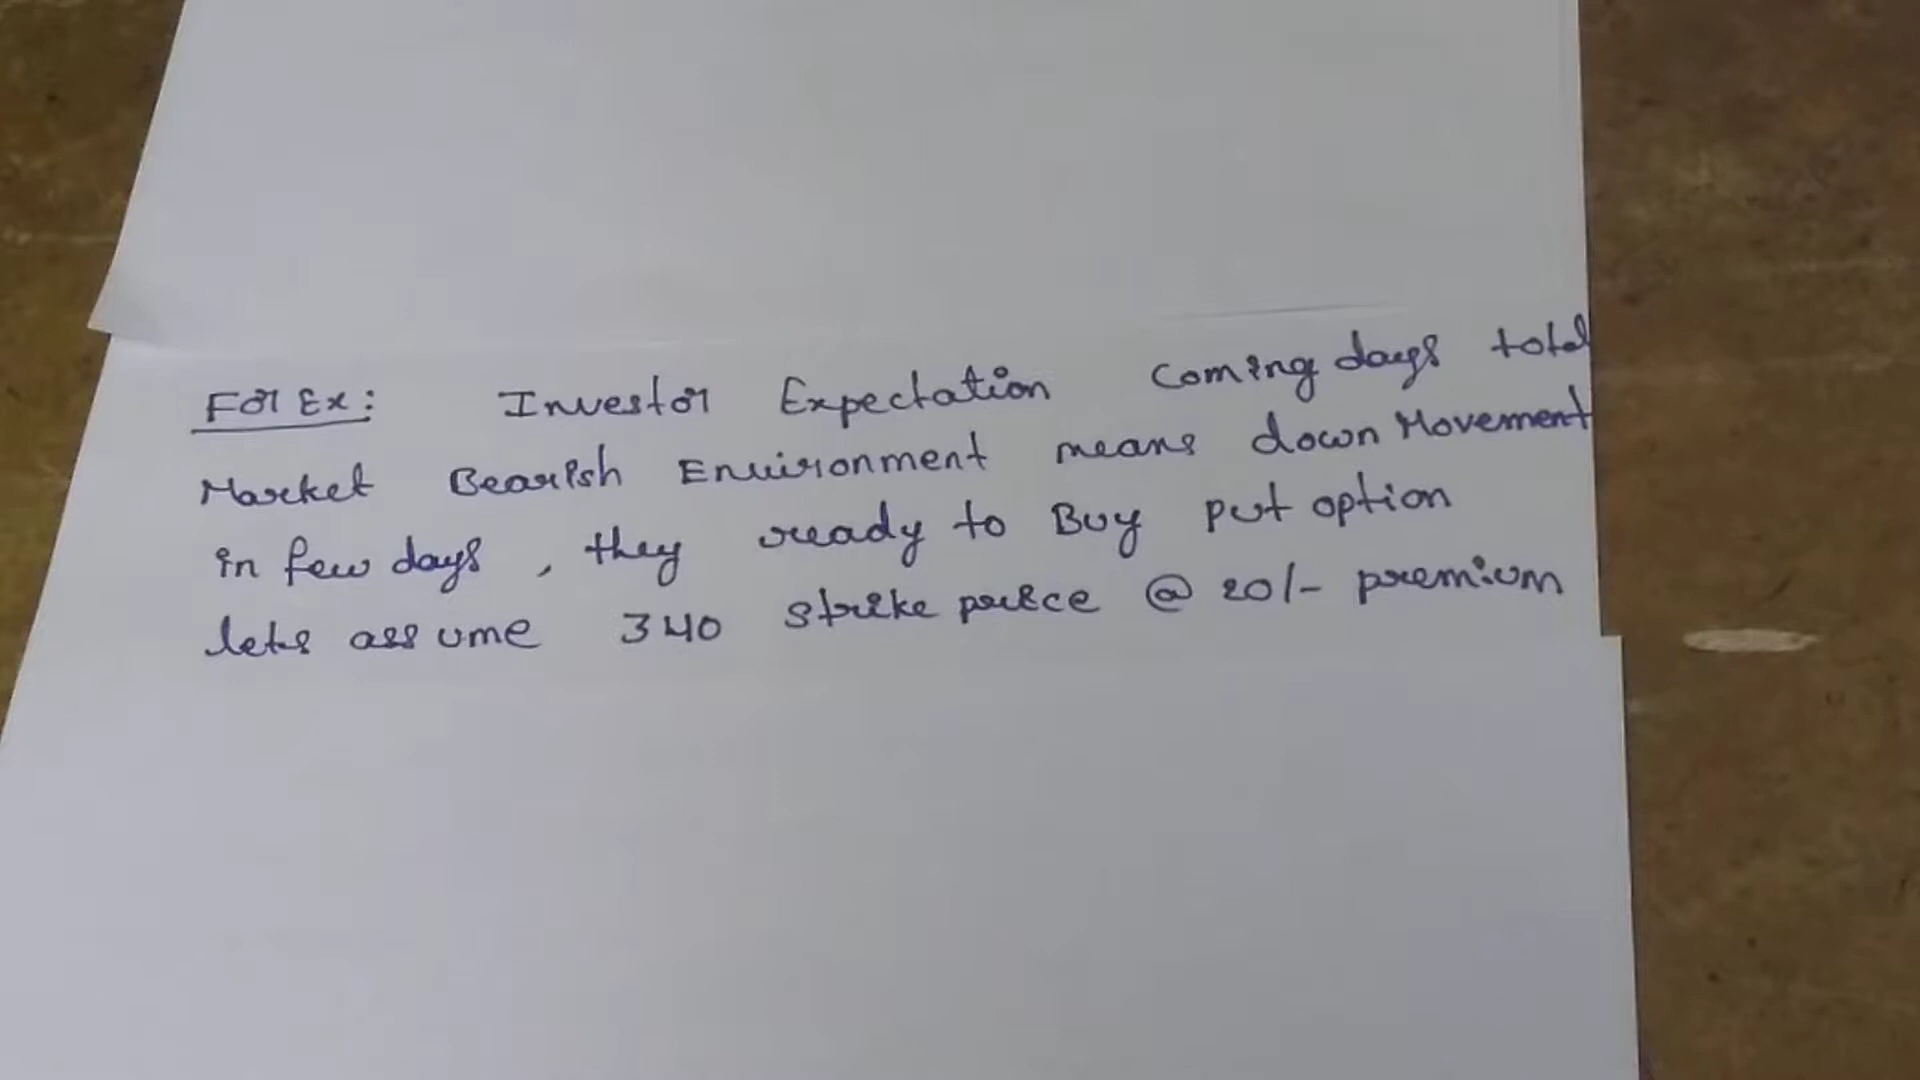 For Ex: Investor Expectation Coming days total
Market Bearish Environment means down Movement
in few days, they ready to Buy put option
lets assume 340 strike price @ 20/- premium